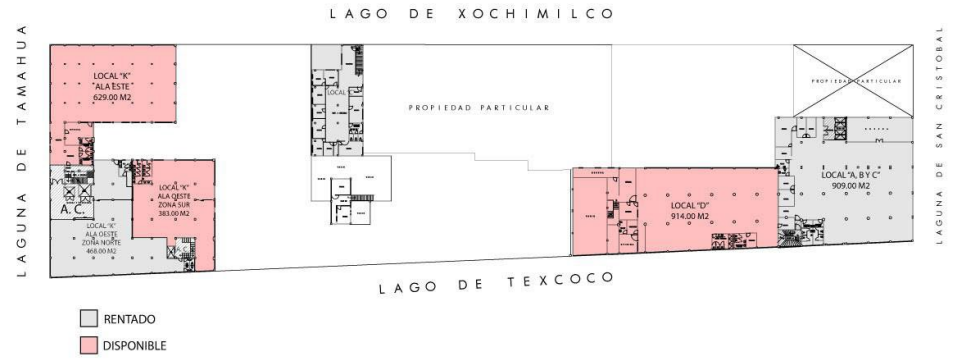 LAGO DE XOCHIMILCO
LAGUNA DE TAMAHUA
LOCAL "K"
ALA ESTE
629.00 M2
LOCAL
PROPIEDAD PARTICULAR
PROPIEDAD PARTICULAR
LAGUNA DE SAN CRISTOBAL
LOCAL "K"
ALA OESTE
ZONA SUR
383.00 M2
A.C.
LOCAL "K"
ALA OESTE
ZONA NORTE
468.00 M2
A.C.
LOCAL "D"
914.00 M2
LOCAL "A, B Y C"
909.00 M2
LAGO DE TEXCOCO
RENTADO
DISPONIBLE